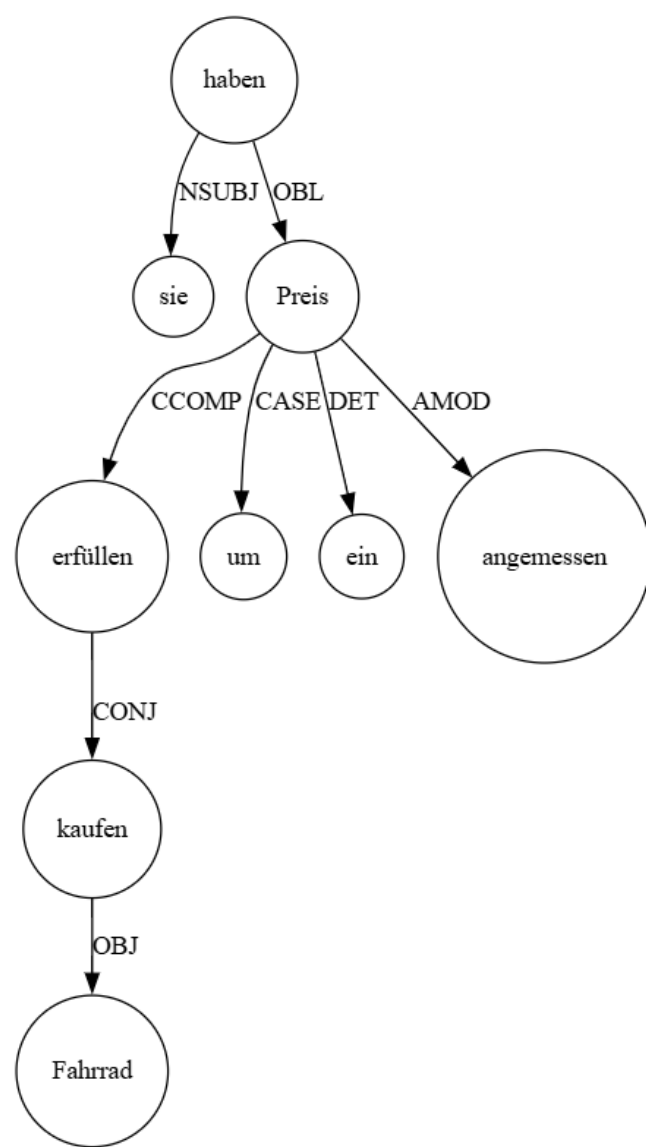 haben
NSUBJ OBL
sie Preis
CCOMP CASE DET AMOD
erfüllen um ein angemessen
CONJ
kaufen
OBJ
Fahrrad